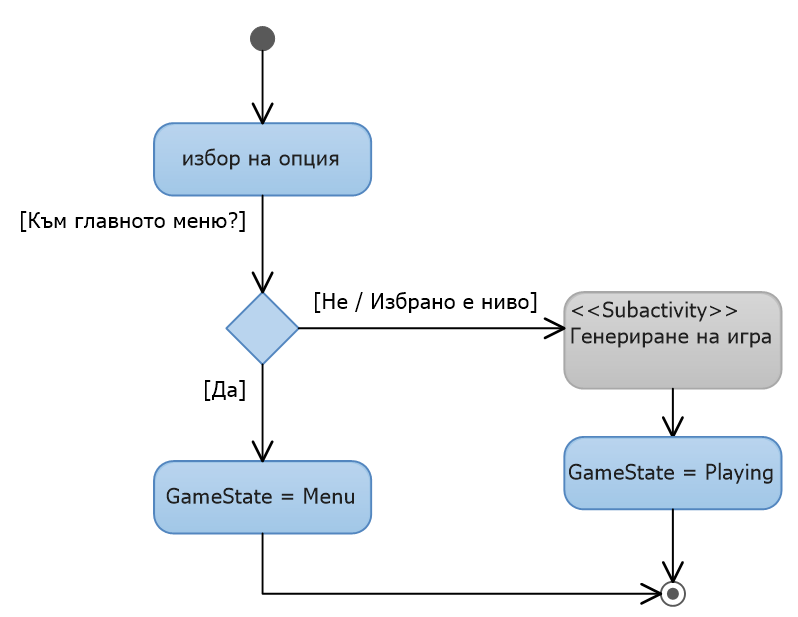 избор на опция
[Към главното меню?]
[Не / Избрано е ниво]
<<Subactivity>>
Генериране на игра
[Да]
GameState = Menu
GameState = Playing